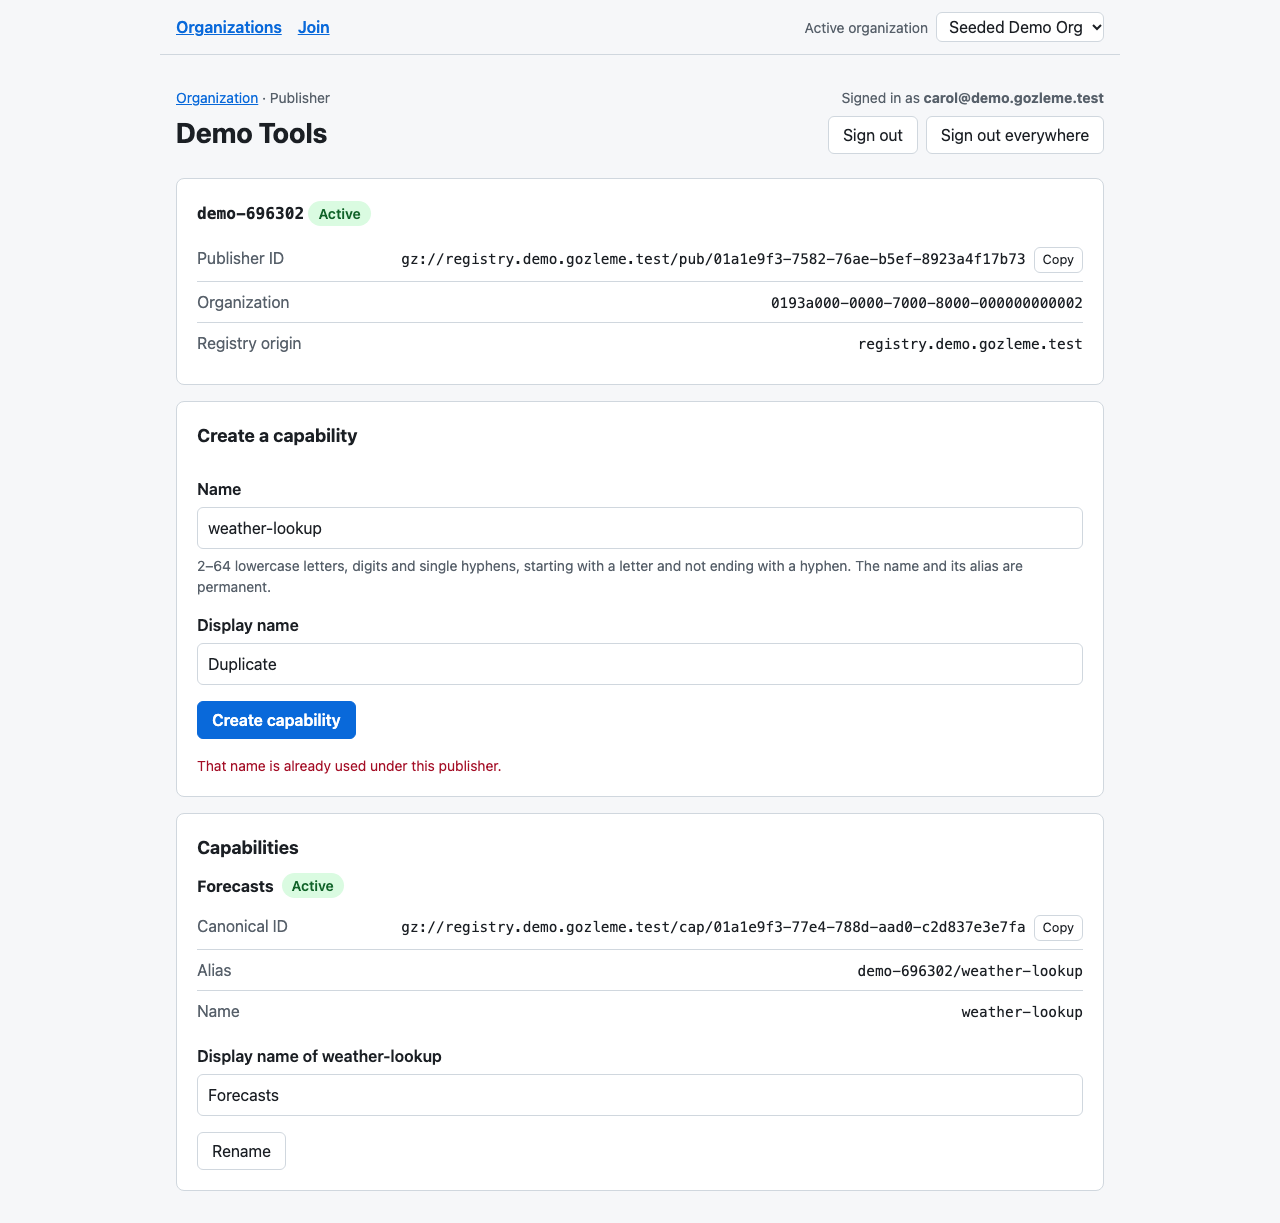 Organizations Join Active organization Seeded Demo Org
Organization · Publisher
Signed in as carol@demo.gozleme.test
Demo Tools
Sign out Sign out everywhere
demo-696302 Active
Publisher ID gz://registry.demo.gozleme.test/pub/01a1e9f3-7582-76ae-b5ef-8923a4f17b73 Copy
Organization 0193a000-0000-7000-8000-000000000002
Registry origin registry.demo.gozleme.test
Create a capability
Name
weather-lookup
2–64 lowercase letters, digits and single hyphens, starting with a letter and not ending with a hyphen. The name and its alias are
permanent.
Display name
Duplicate
Create capability
That name is already used under this publisher.
Capabilities
Forecasts Active
Canonical ID gz://registry.demo.gozleme.test/cap/01a1e9f3-77e4-788d-aad0-c2d837e3e7fa Copy
Alias demo-696302/weather-lookup
Name weather-lookup
Display name of weather-lookup
Forecasts
Rename